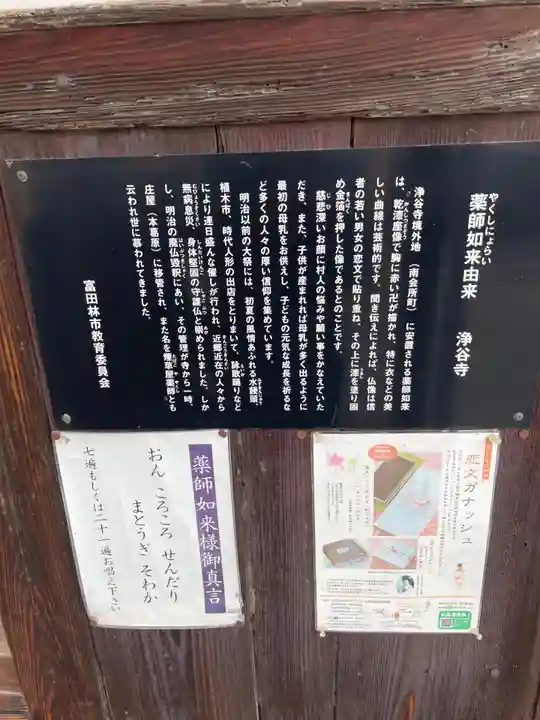 薬師如来由来　浄谷寺
やくしにょらい
浄谷寺境外地（南会所町）に安置される薬師如来
は、乾漆座像で胸に赤い卍が描かれ、特に衣などの美
しい曲線は芸術的です。聞き伝えによれば、仏像は信
者の若い男女の恋文で貼り重ね、その上に漆を塗り固
め金箔を押した像であるとのことです。
慈悲深いお顔に村人の悩みや願い事をかなえていた
だき、また、子供が産まれれば母乳が多く出るように
最初の母乳をお供えし、子どもの元気な成長を祈るな
ど多くの人々の厚い信仰を集めています。
明治以前の大祭には、初夏の風情あふれる水饅頭、
植木市、時代人形の出店をとりまいて、詠歌踊りなど
により連日盛んな催しが行われ、近郷近在の人々から
無病息災、身体堅固の守護仏と崇められました。しか
し、明治の廃仏毀釈にあい、その管理が寺から一時、
庄屋（本葛原）に移管され、また名を煙草屋薬師とも
云われ世に慕われてきました。
富田林市教育委員会
薬師如来様御真言
おん ころころ せんだり
まとうぎ そわか
七遍もしくは二十一遍お唱え下さい
恋文ガナッシュ